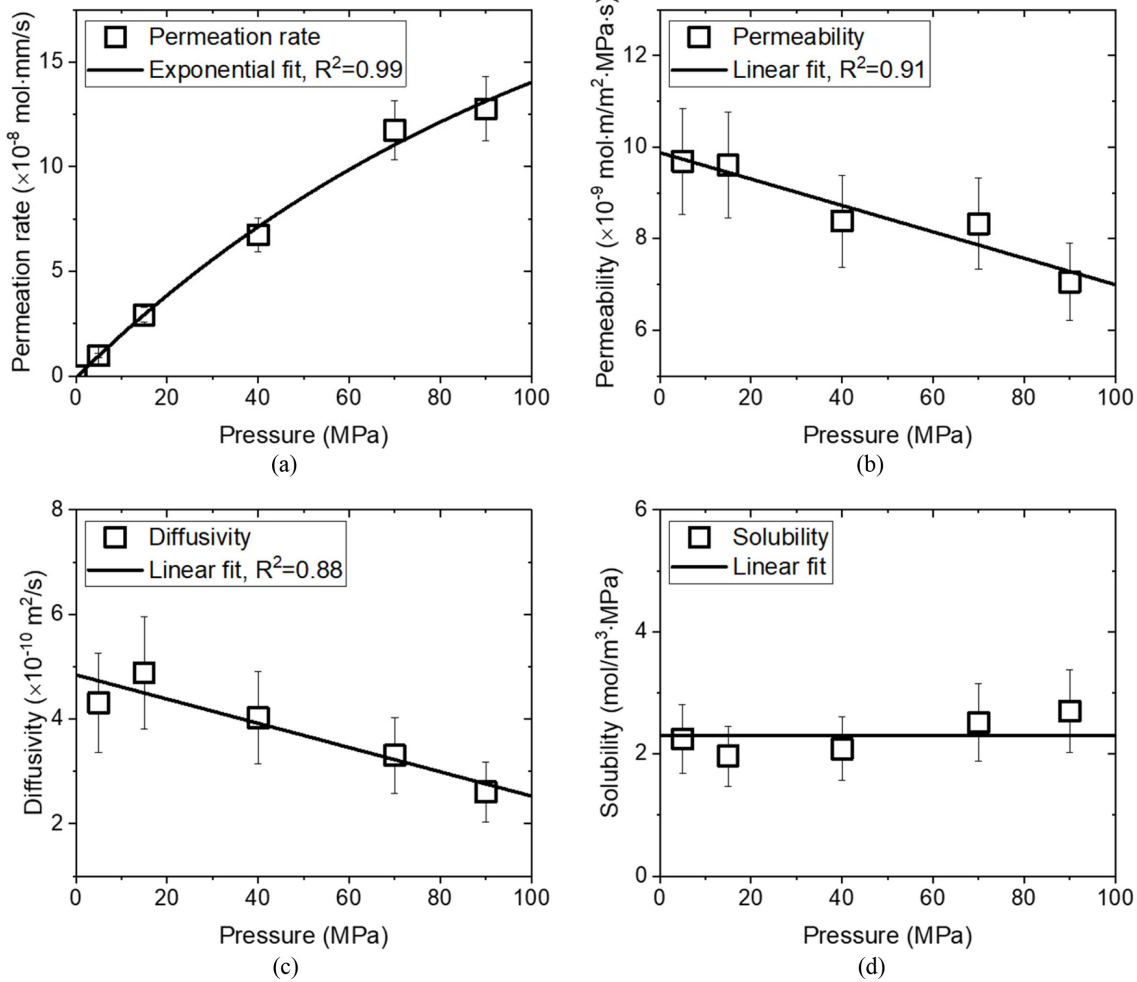 Permeation rate
Exponential fit, R²=0.99
15
10
5
0
0 20 40 60 80 100
Permeation rate (×10⁻⁸ mol·mm/s)
Pressure (MPa)
(a)
Permeability
Linear fit, R²=0.91
12
10
8
6
0 20 40 60 80 100
Permeability (×10⁻⁹ mol·m/m²·MPa·s)
Pressure (MPa)
(b)
Diffusivity
Linear fit, R²=0.88
8
6
4
2
0 20 40 60 80 100
Diffusivity (×10⁻¹⁰ m²/s)
Pressure (MPa)
(c)
Solubility
Linear fit
6
4
2
0
0 20 40 60 80 100
Solubility (mol/m³·MPa)
Pressure (MPa)
(d)